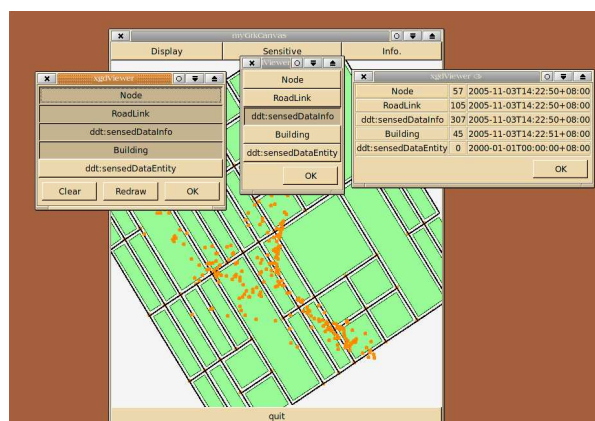 myGtkCanvas
Display Sensitive Info.
xgdViewer
Node
RoadLink
ddt:sensedDataInfo
Building
ddt:sensedDataEntity
Clear Redraw OK
Viewer
Node
RoadLink
ddt:sensedDataInfo
Building
ddt:sensedDataEntity
OK
xgdViewer
Node 57 2005-11-03T14:22:50+08:00
RoadLink 105 2005-11-03T14:22:50+08:00
ddt:sensedDataInfo 307 2005-11-03T14:22:50+08:00
Building 45 2005-11-03T14:22:51+08:00
ddt:sensedDataEntity 0 2000-01-01T00:00:00+08:00
OK
quit